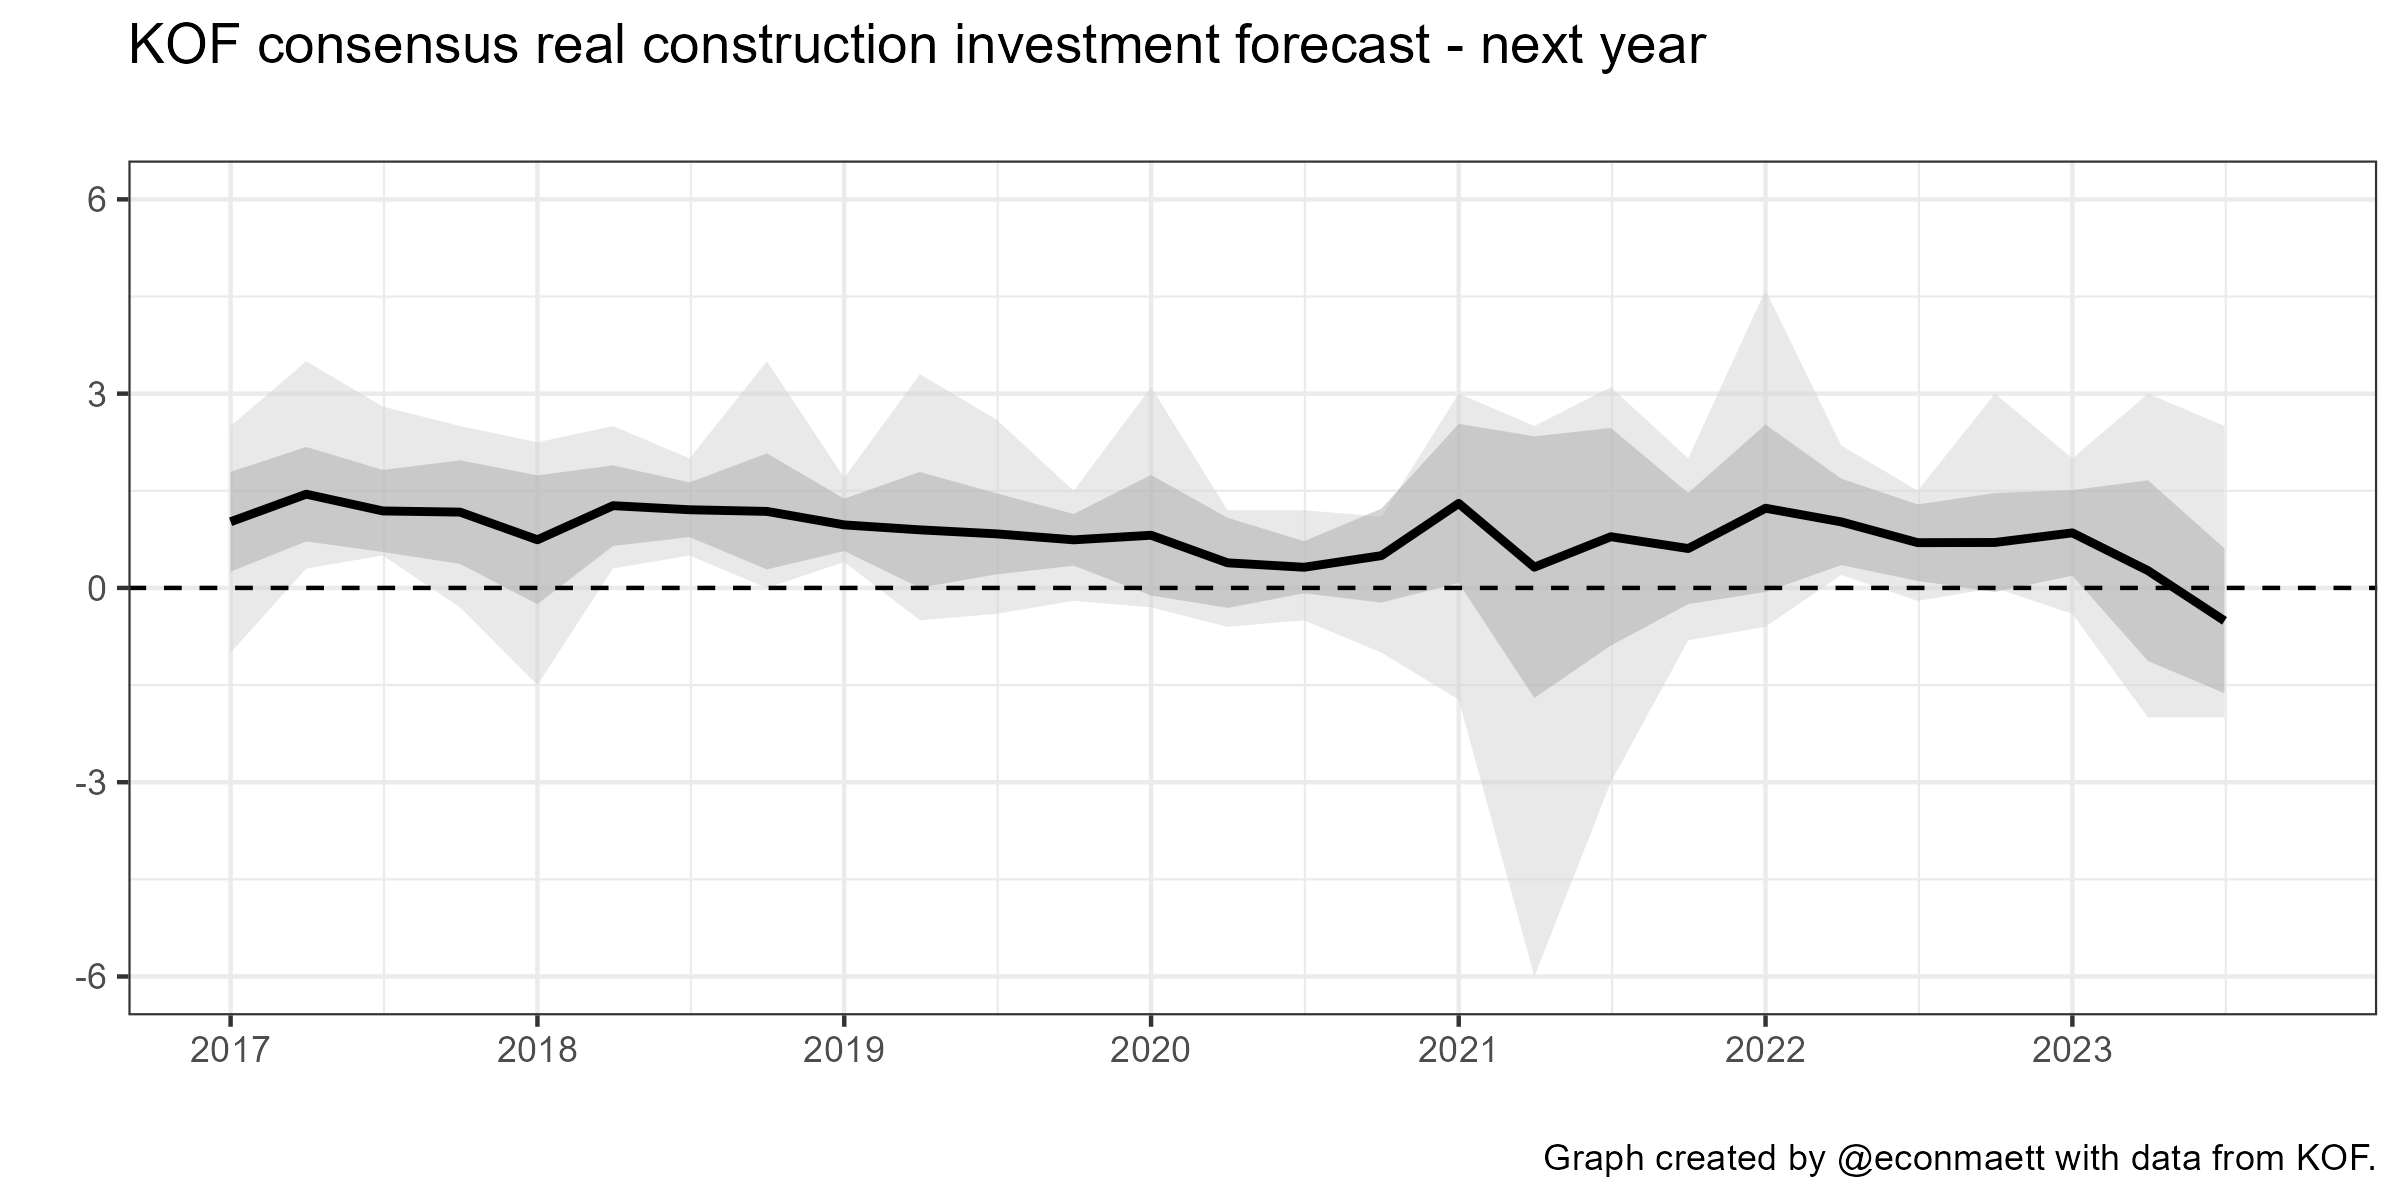 KOF consensus real construction investment forecast - next year
6
3
0
-3
-6
2017 2018 2019 2020 2021 2022 2023
Graph created by @econmaett with data from KOF.